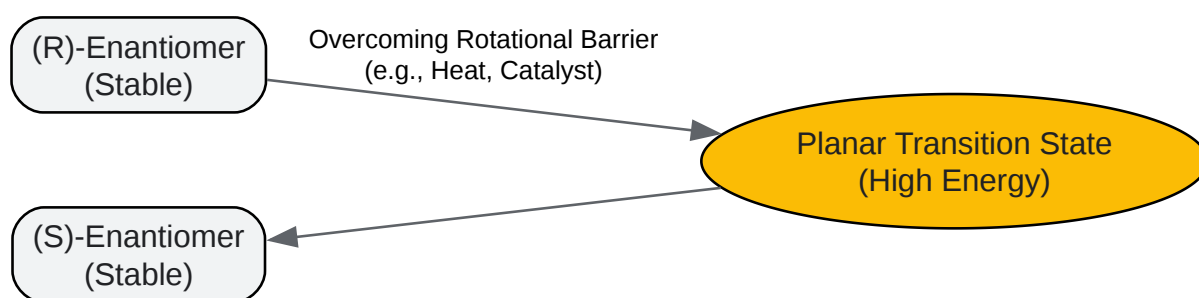 (R)-Enantiomer
(Stable)
Overcoming Rotational Barrier
(e.g., Heat, Catalyst)
Planar Transition State
(High Energy)
(S)-Enantiomer
(Stable)